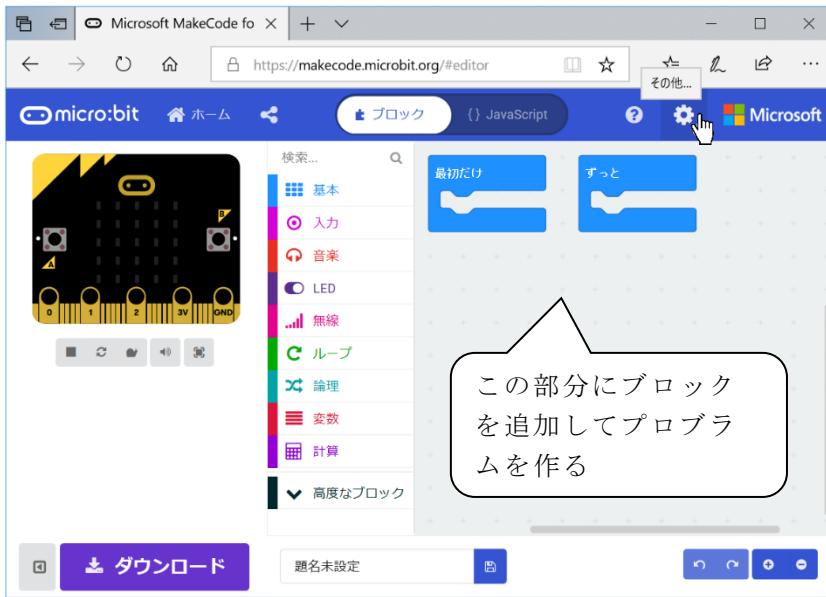 Microsoft MakeCode fo
https://makecode.microbit.org/#editor
その他...
micro:bit ホーム ブロック {} JavaScript ? Microsoft
検索...
基本
入力
音楽
LED
無線
ループ
論理
変数
計算
高度なブロック
B
A
0 1 2 3V GND
最初だけ ずっと
この部分にブロック
を追加してプロブラ
ムを作る
ダウンロード 題名未設定